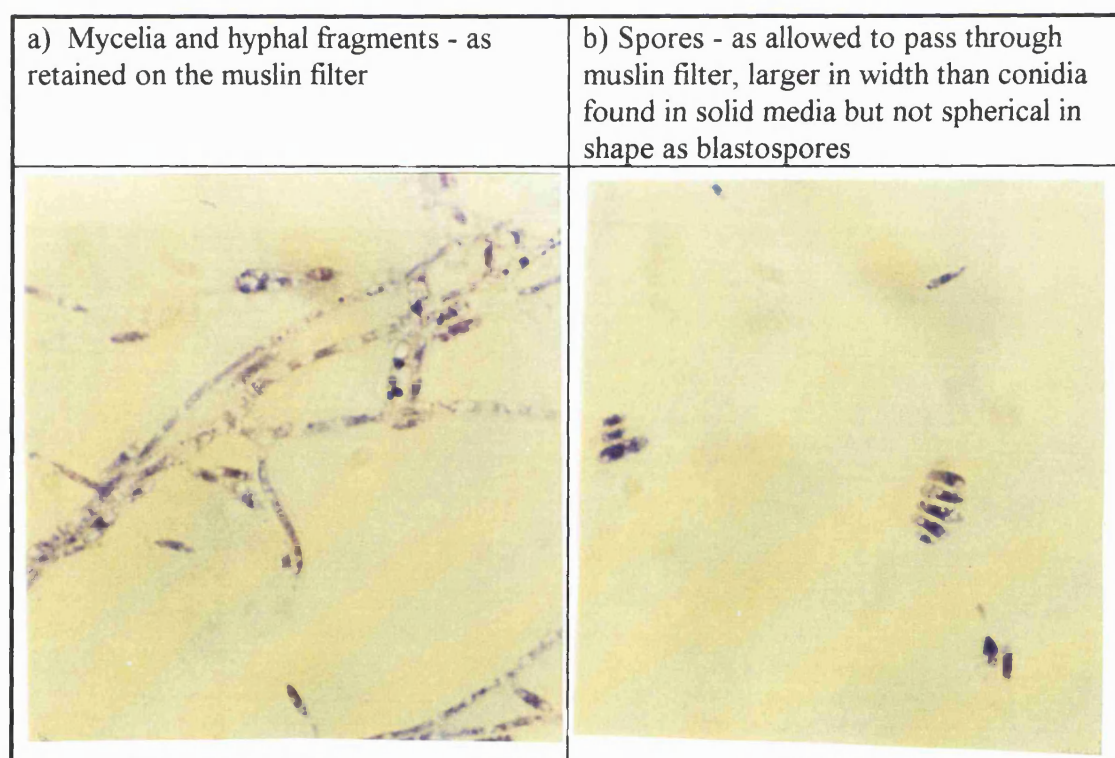 a) Mycelia and hyphal fragments - as
retained on the muslin filter
b) Spores - as allowed to pass through
muslin filter, larger in width than conidia
found in solid media but not spherical in
shape as blastospores